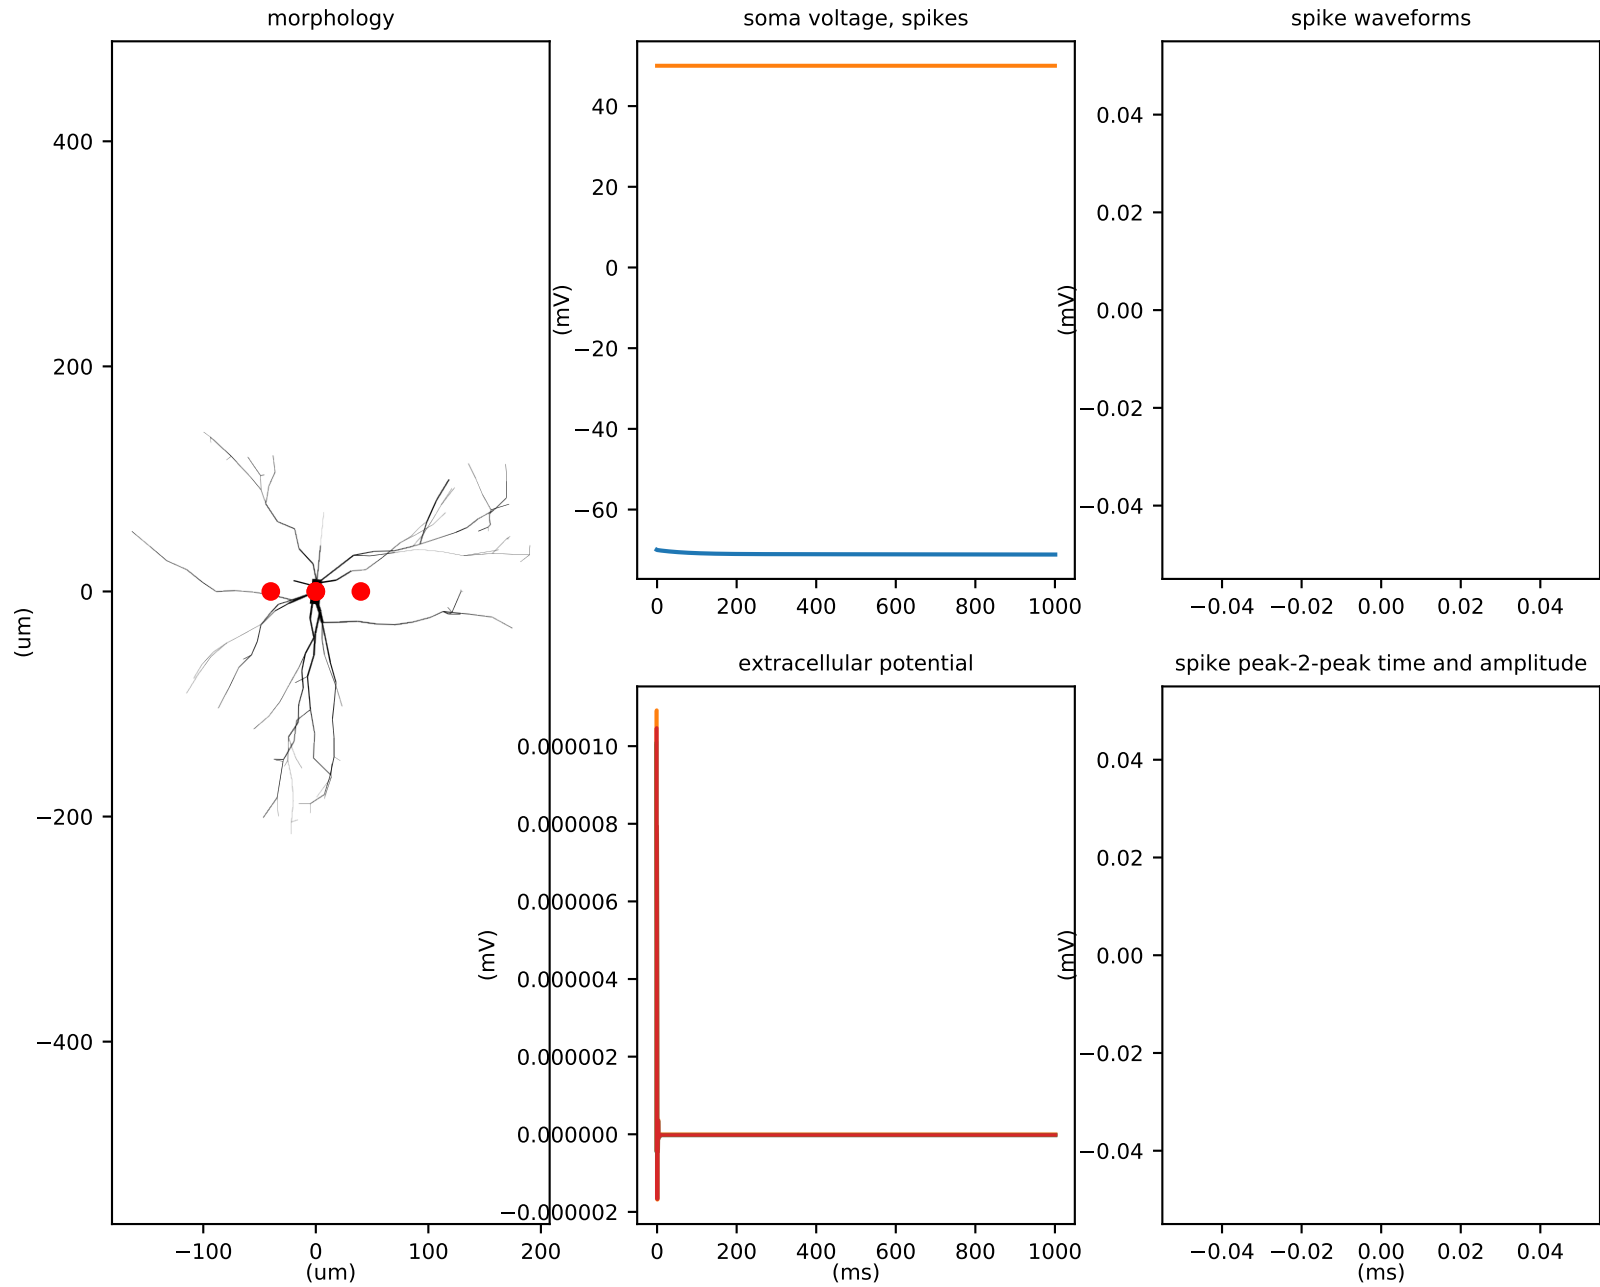 morphology
400
200
0
−200
−400
(um)
−100 0 100 200
(um)
soma voltage, spikes
40
20
0
−20
−40
−60
(mV)
0 200 400 600 800 1000
spike waveforms
0.04
0.02
0.00
−0.02
−0.04
(mV)
−0.04 −0.02 0.00 0.02 0.04
extracellular potential
0.000010
0.000008
0.000006
0.000004
0.000002
0.000000
−0.000002
(mV)
0 200 400 600 800 1000
(ms)
spike peak-2-peak time and amplitude
0.04
0.02
0.00
−0.02
−0.04
(mV)
−0.04 −0.02 0.00 0.02 0.04
(ms)